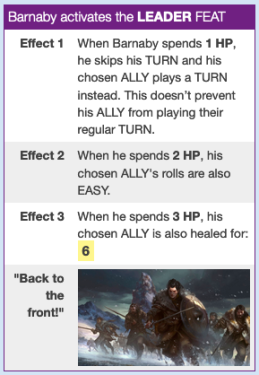 Barnaby activates the LEADER FEAT
Effect 1
When Barnaby spends 1 HP,
he skips his TURN and his
chosen ALLY plays a TURN
instead. This doesn't prevent
his ALLY from playing their
regular TURN.
Effect 2
When he spends 2 HP, his
chosen ALLY's rolls are also
EASY.
Effect 3
When he spends 3 HP, his
chosen ALLY is also healed for:
6
"Back to
the
front!"